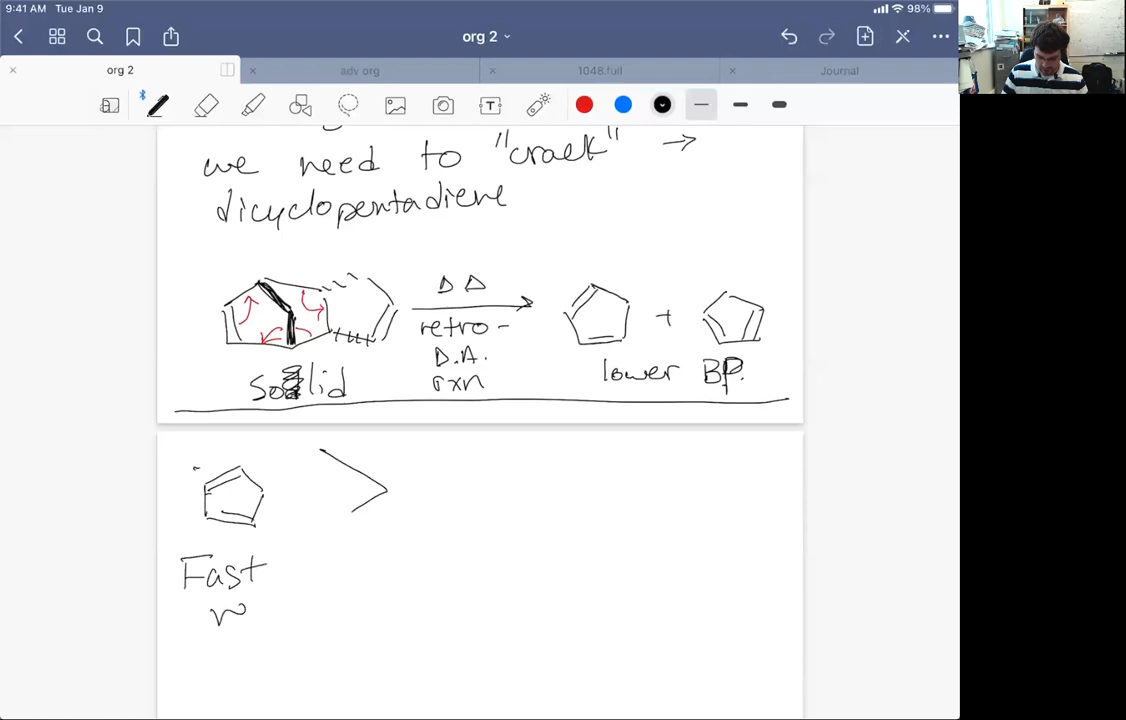 9:41 AM Tue Jan 9
98%
org 2
org 2
adv org
1048.full
Journal
T
we need to "crack" →
dicyclopentadiene
Δ Δ
retro-
D.A.
rxn
+
solid
lower BP.
>
Fast